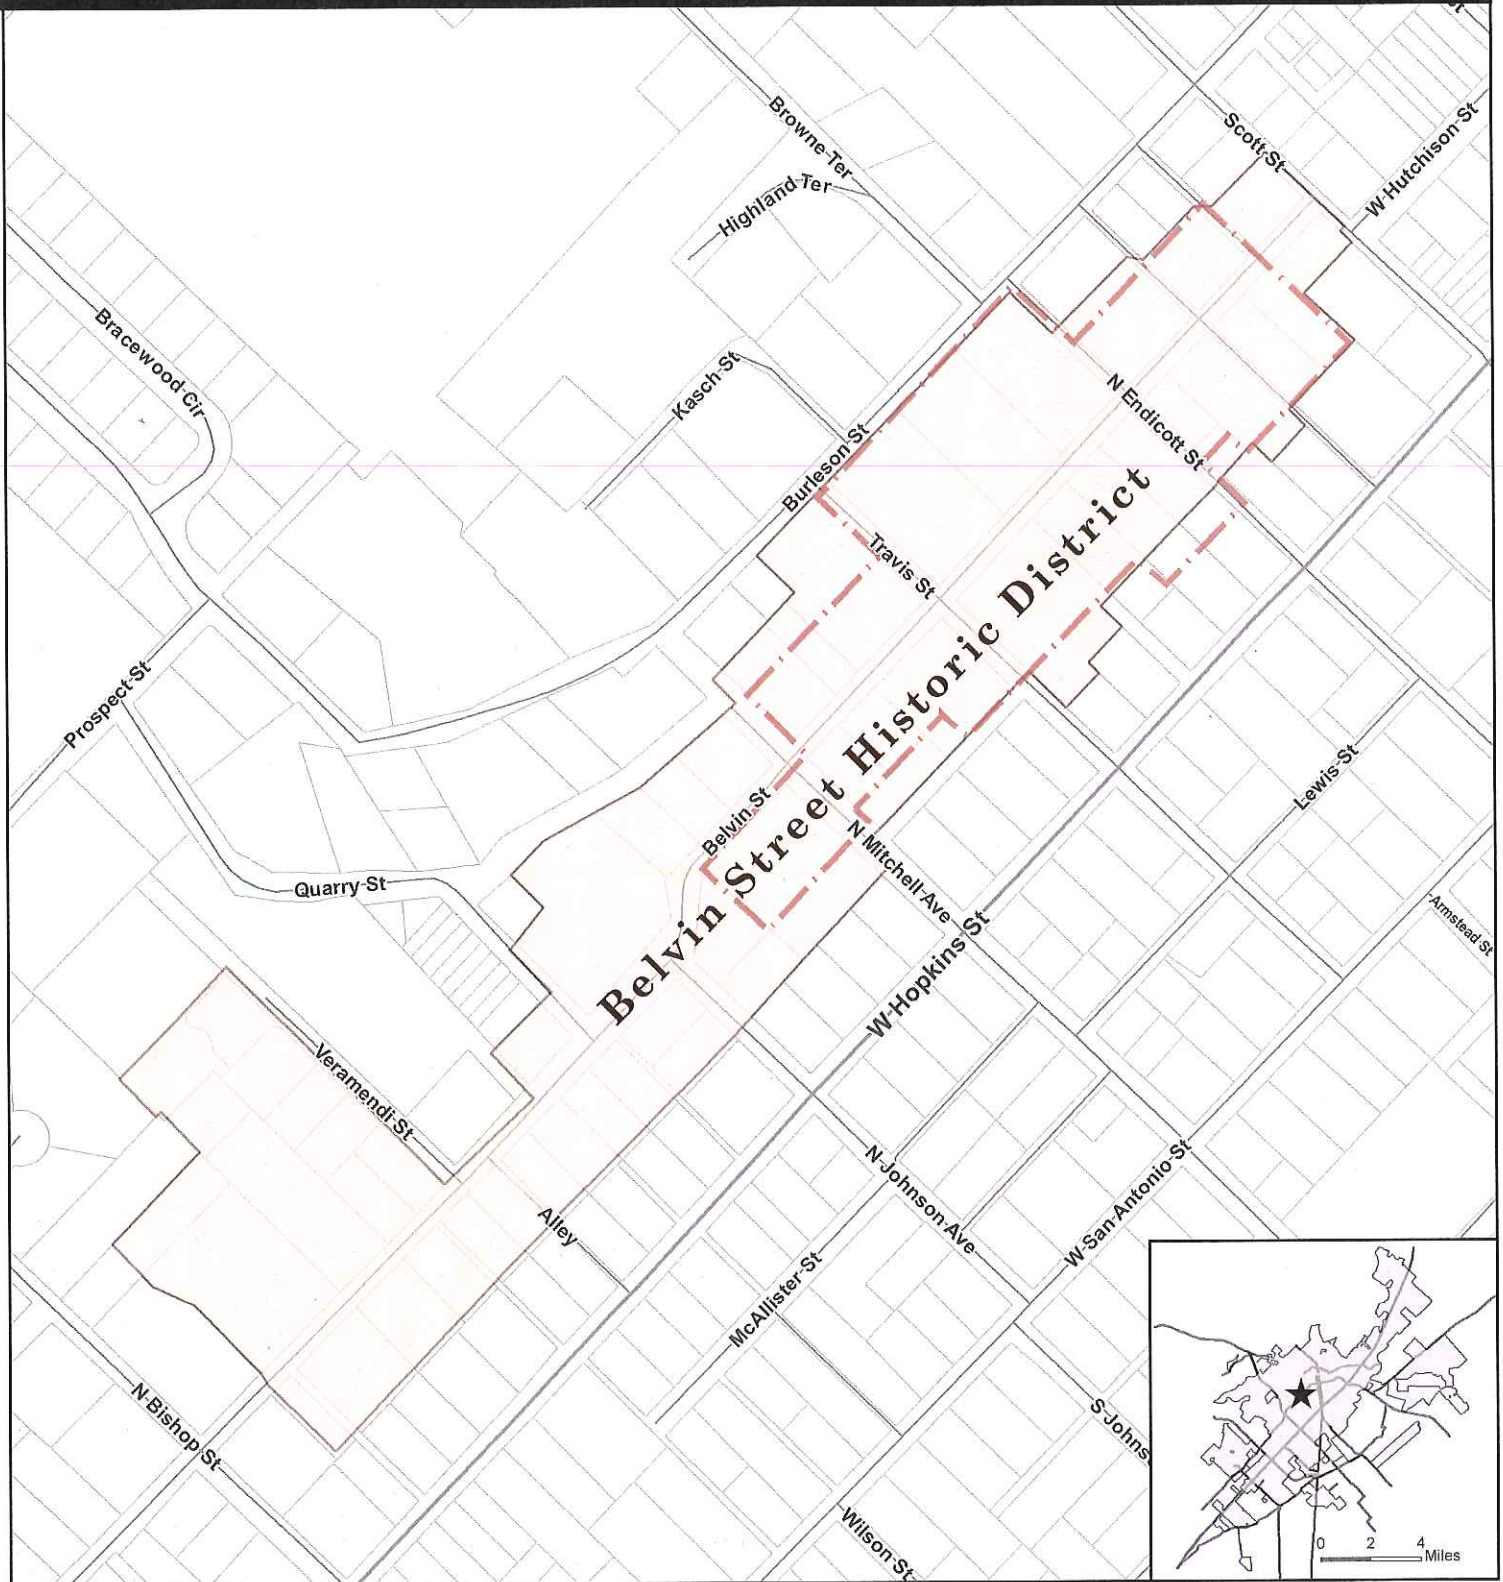 Scott St
W Hutchison St
Browne Ter
Highland Ter
Bracewood Cir
Kasch St
Burleson St
N Endicott St
Travis St
Belvin Street Historic District
Prospect St
Belvin St
Lewis St
N Mitchell Ave
Quarry St
Armstead St
W Hopkins St
Veramendi St
N Johnson Ave
W San Antonio St
Alley
McAllister St
N Bishop St
S Johns
Wilson St
0 2 4
Miles